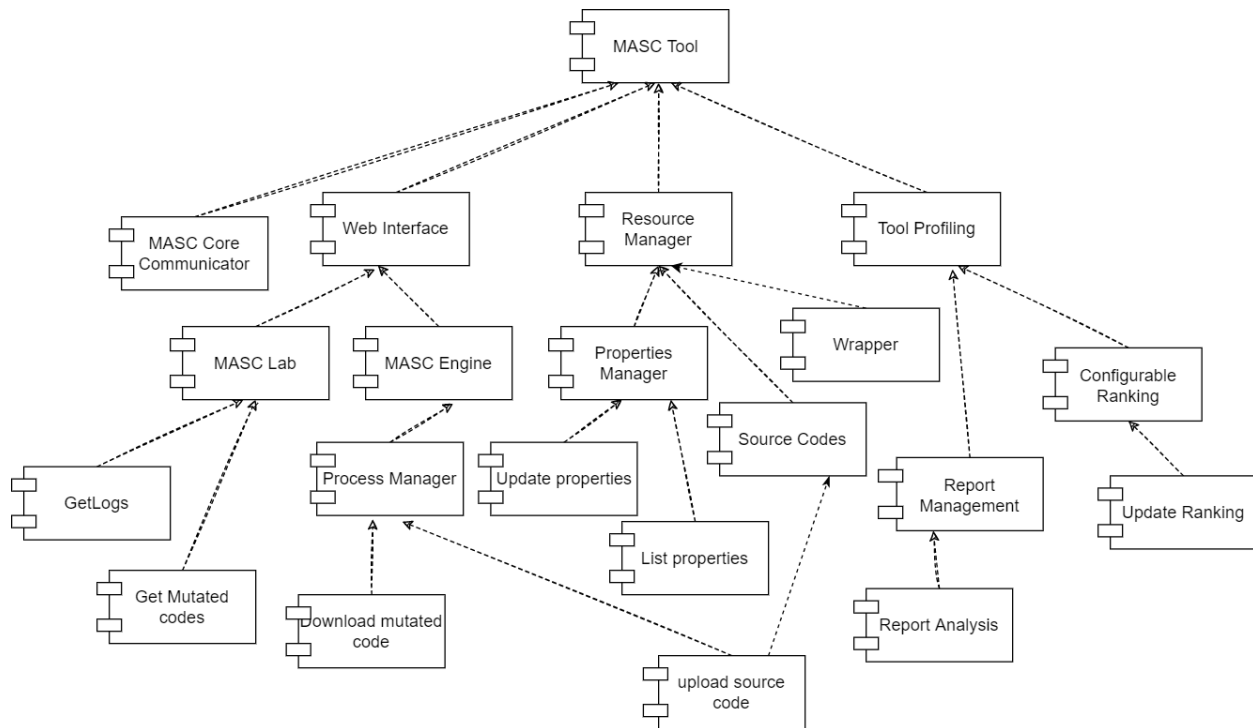 MASC Tool
MASC Core
Communicator
Web Interface
Resource
Manager
Tool Profiling
MASC Lab
MASC Engine
Properties
Manager
Wrapper
Configurable
Ranking
Source Codes
GetLogs
Process Manager
Update properties
Report
Management
Update Ranking
List properties
Get Mutated
codes
Download mutated
code
Report Analysis
upload source
code